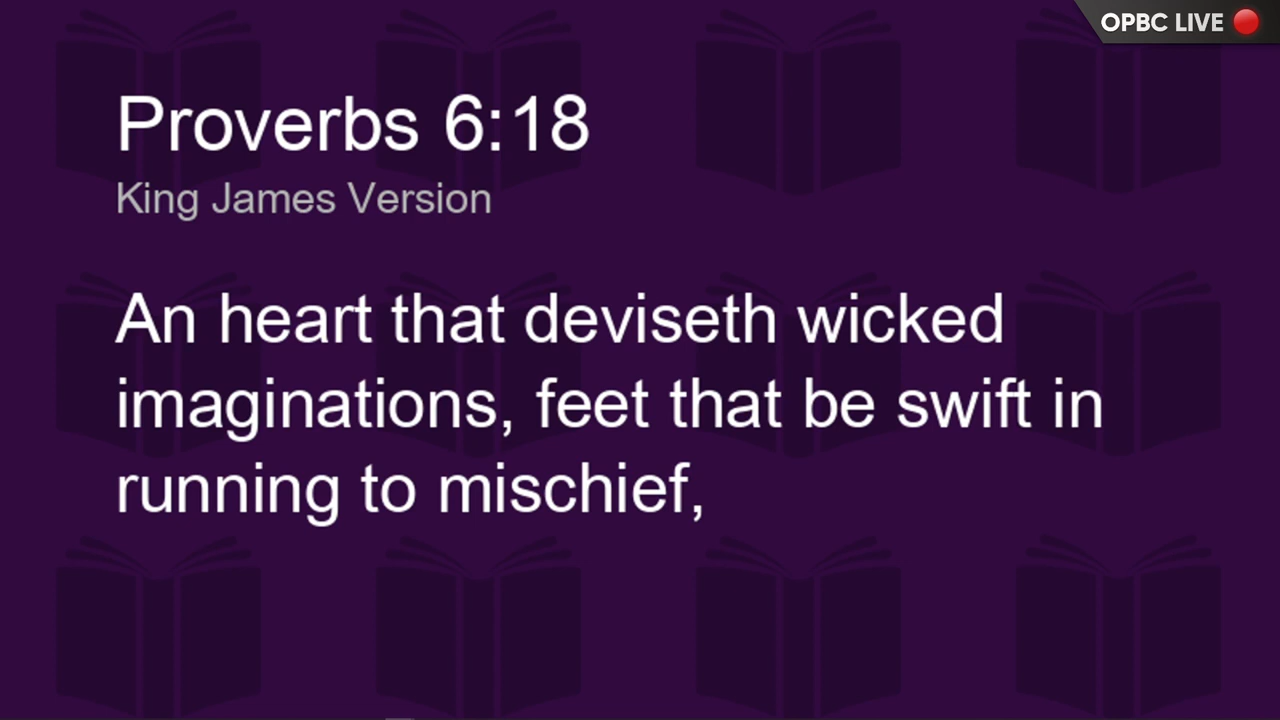 OPBC LIVE
Proverbs 6:18
King James Version
An heart that deviseth wicked
imaginations, feet that be swift in
running to mischief,